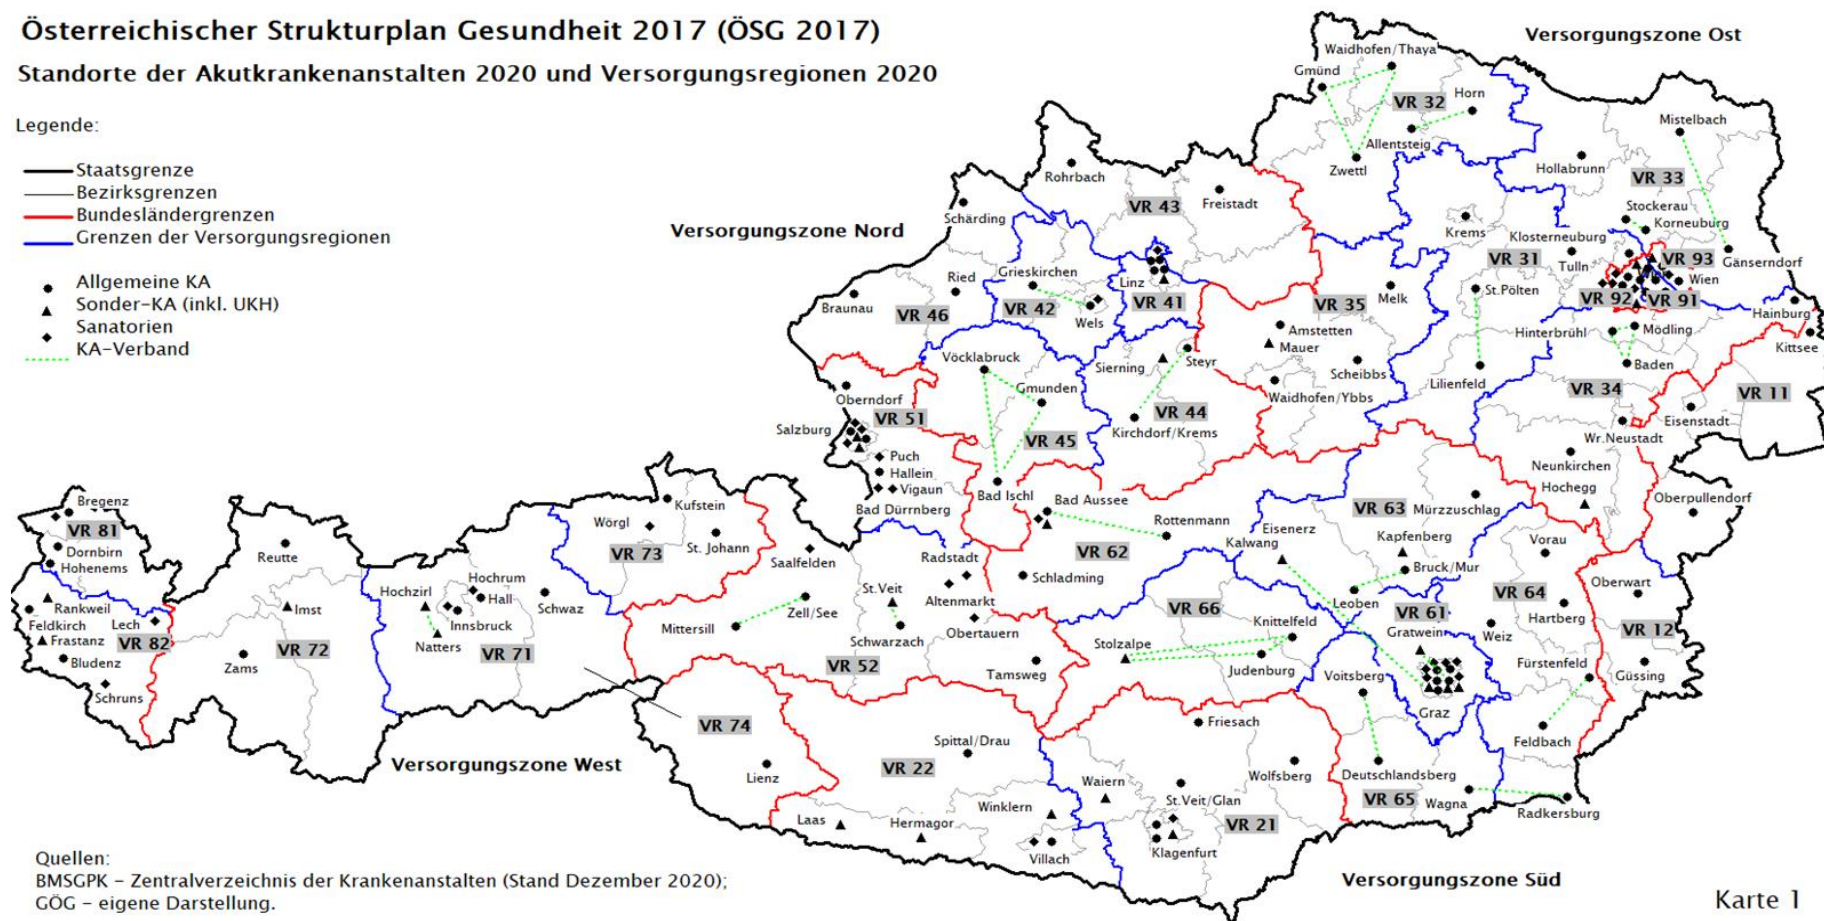 Österreichischer Strukturplan Gesundheit 2017 (ÖSG 2017)
Standorte der Akutkrankenanstalten 2020 und Versorgungsregionen 2020
Legende:
Staatsgrenze
Bezirksgrenzen
Bundesländergrenzen
Grenzen der Versorgungsregionen
Allgemeine KA
Sonder-KA (inkl. UKH)
Sanatorien
KA-Verband
Versorgungszone Ost
Waidhofen/Thaya
Gmünd
VR 32
Horn
Allentsteig
Zwettl
Mistelbach
Hollabrunn
VR 33
Rohrbach
Freistadt
VR 43
Schärding
Versorgungszone Nord
Stockerau
Korneuburg
Krems
Klosterneuburg
VR 31
Tulln
VR 93
Gänserndorf
Wien
VR 92
VR 91
Hainburg
Kittsee
Ried
Grieskirchen
Braunau
VR 46
VR 42
Wels
Linz
VR 41
VR 35
Melk
St.Pölten
Amstetten
Mauer
Hinterbrühl
Mödling
Baden
Vöcklabruck
Gmunden
Sierning
Steyr
Scheibbs
Lilienfeld
VR 34
VR 11
Waidhofen/Ybbs
Eisenstadt
Oberndorf
VR 51
Salzburg
VR 45
VR 44
Kirchdorf/Krems
Wr.Neustadt
Puch
Hallein
Vigaun
Bad Dürrnberg
Bad Ischl
Bad Aussee
Neunkirchen
Hochegg
Oberpullendorf
Bregenz
VR 81
Dornbirn
Hohenems
Reutte
Kufstein
Wörgl
VR 73
St. Johann
Saalfelden
Radstadt
Rottenmann
VR 62
Schladming
Eisenerz
Kalwang
VR 63
Mürzzuschlag
Kapfenberg
Bruck/Mur
Leoben
Vorau
VR 64
Oberwart
Rankweil
Feldkirch
Frastanz
Lech
VR 82
Bludenz
Schruns
Imst
VR 72
Zams
Hochzirl
Hochrum
Hall
Innsbruck
Natters
VR 71
Schwaz
Mittersill
Zell/See
St.Veit
Altenmarkt
Obertauern
Schwarzach
VR 52
Tamsweg
VR 66
Knittelfeld
Stolzalpe
Judenburg
VR 61
Gratwein
Weiz
Hartberg
VR 12
Fürstenfeld
Güssing
Voitsberg
Graz
Feldbach
Versorgungszone West
VR 74
Lienz
Spittal/Drau
VR 22
Friesach
Wolfsberg
Deutschlandsberg
VR 65
Wagna
Radkersburg
Waiern
St.Veit/Glan
VR 21
Winklern
Laas
Hermagor
Villach
Klagenfurt
Versorgungszone Süd
Quellen:
BMSGPK – Zentralverzeichnis der Krankenanstalten (Stand Dezember 2020);
GÖG – eigene Darstellung.
Karte 1